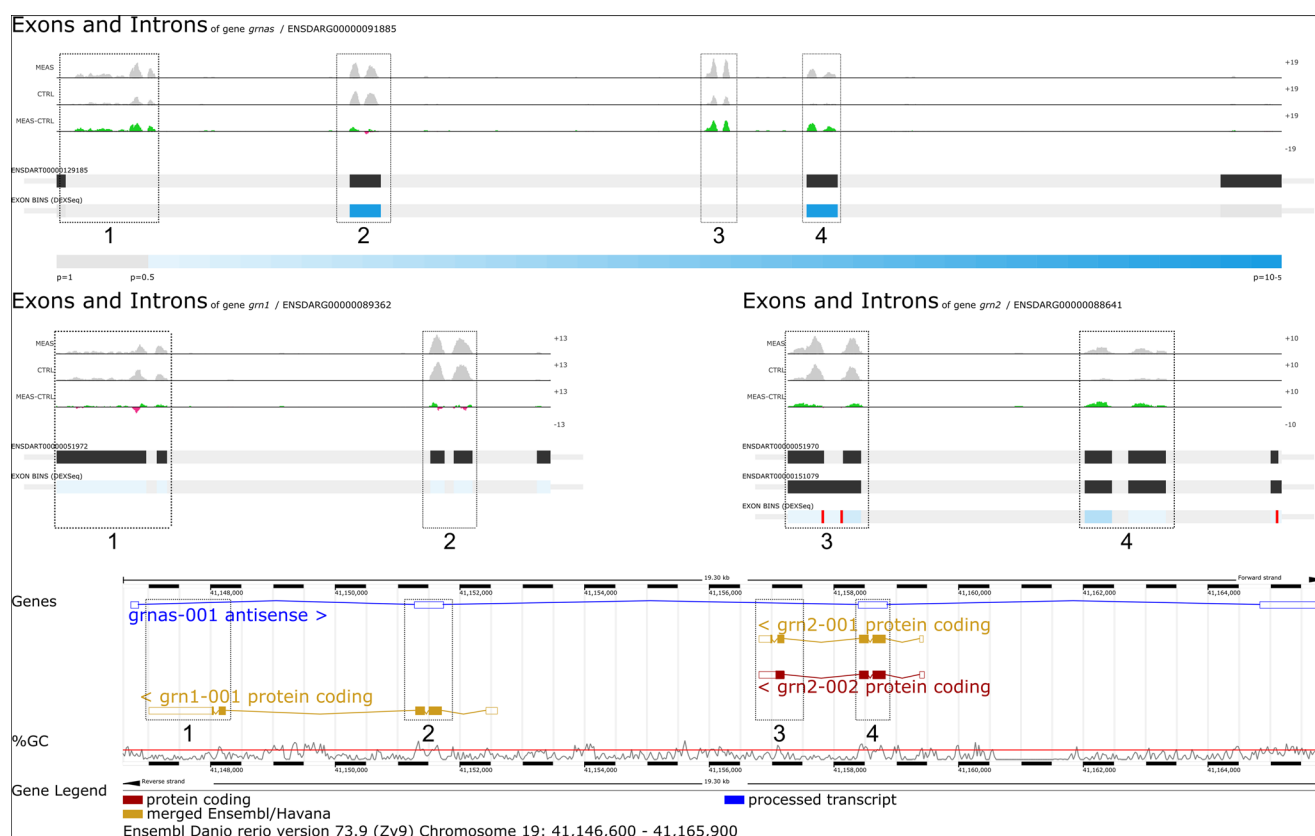 Exons and Introns of gene grnas / ENSDARG00000091885
MEAS
+19
CTRL
+19
MEAS-CTRL
+19
-19
ENSDART00000129185
EXON BINS (DEXSeq)
1
2
3
4
p=1
p=0.5
p=10-5
Exons and Introns of gene grn1 / ENSDARG00000089362
MEAS
+13
CTRL
+13
MEAS-CTRL
+13
-13
ENSDART00000051972
EXON BINS (DEXSeq)
1
2
Exons and Introns of gene grn2 / ENSDARG00000088641
MEAS
+10
CTRL
+10
MEAS-CTRL
+10
-10
ENSDART00000051970
ENSDART00000151079
EXON BINS (DEXSeq)
3
4
19.30 kb
Forward strand
41,148,000 41,150,000 41,152,000 41,154,000 41,156,000 41,158,000 41,160,000 41,162,000 41,164,000
Genes
grnas-001 antisense >
< grn2-001 protein coding
< grn2-002 protein coding
< grn1-001 protein coding
1
2
3
4
%GC
41,148,000 41,150,000 41,152,000 41,154,000 41,156,000 41,158,000 41,160,000 41,162,000 41,164,000
Reverse strand
19.30 kb
Gene Legend
protein coding
processed transcript
merged Ensembl/Havana
Ensembl Danio rerio version 73.9 (Zv9) Chromosome 19: 41,146,600 - 41,165,900